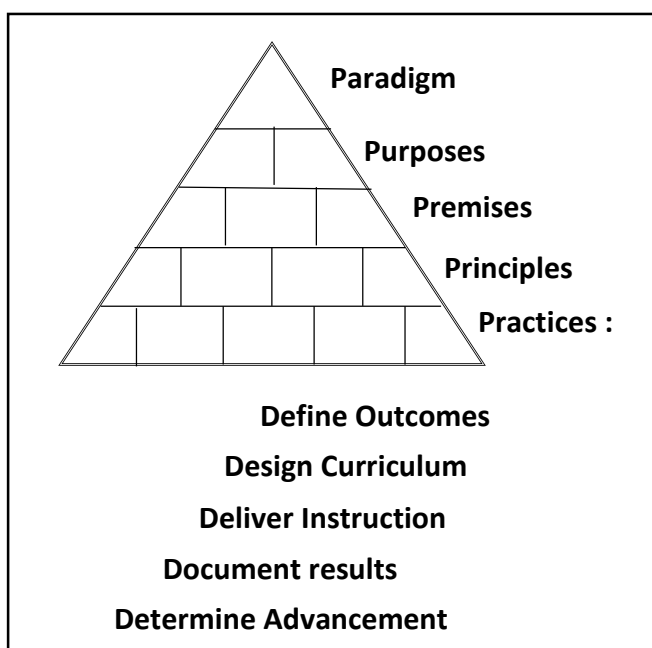 Paradigm
Purposes
Premises
Principles
Practices :
Define Outcomes
Design Curriculum
Deliver Instruction
Document results
Determine Advancement